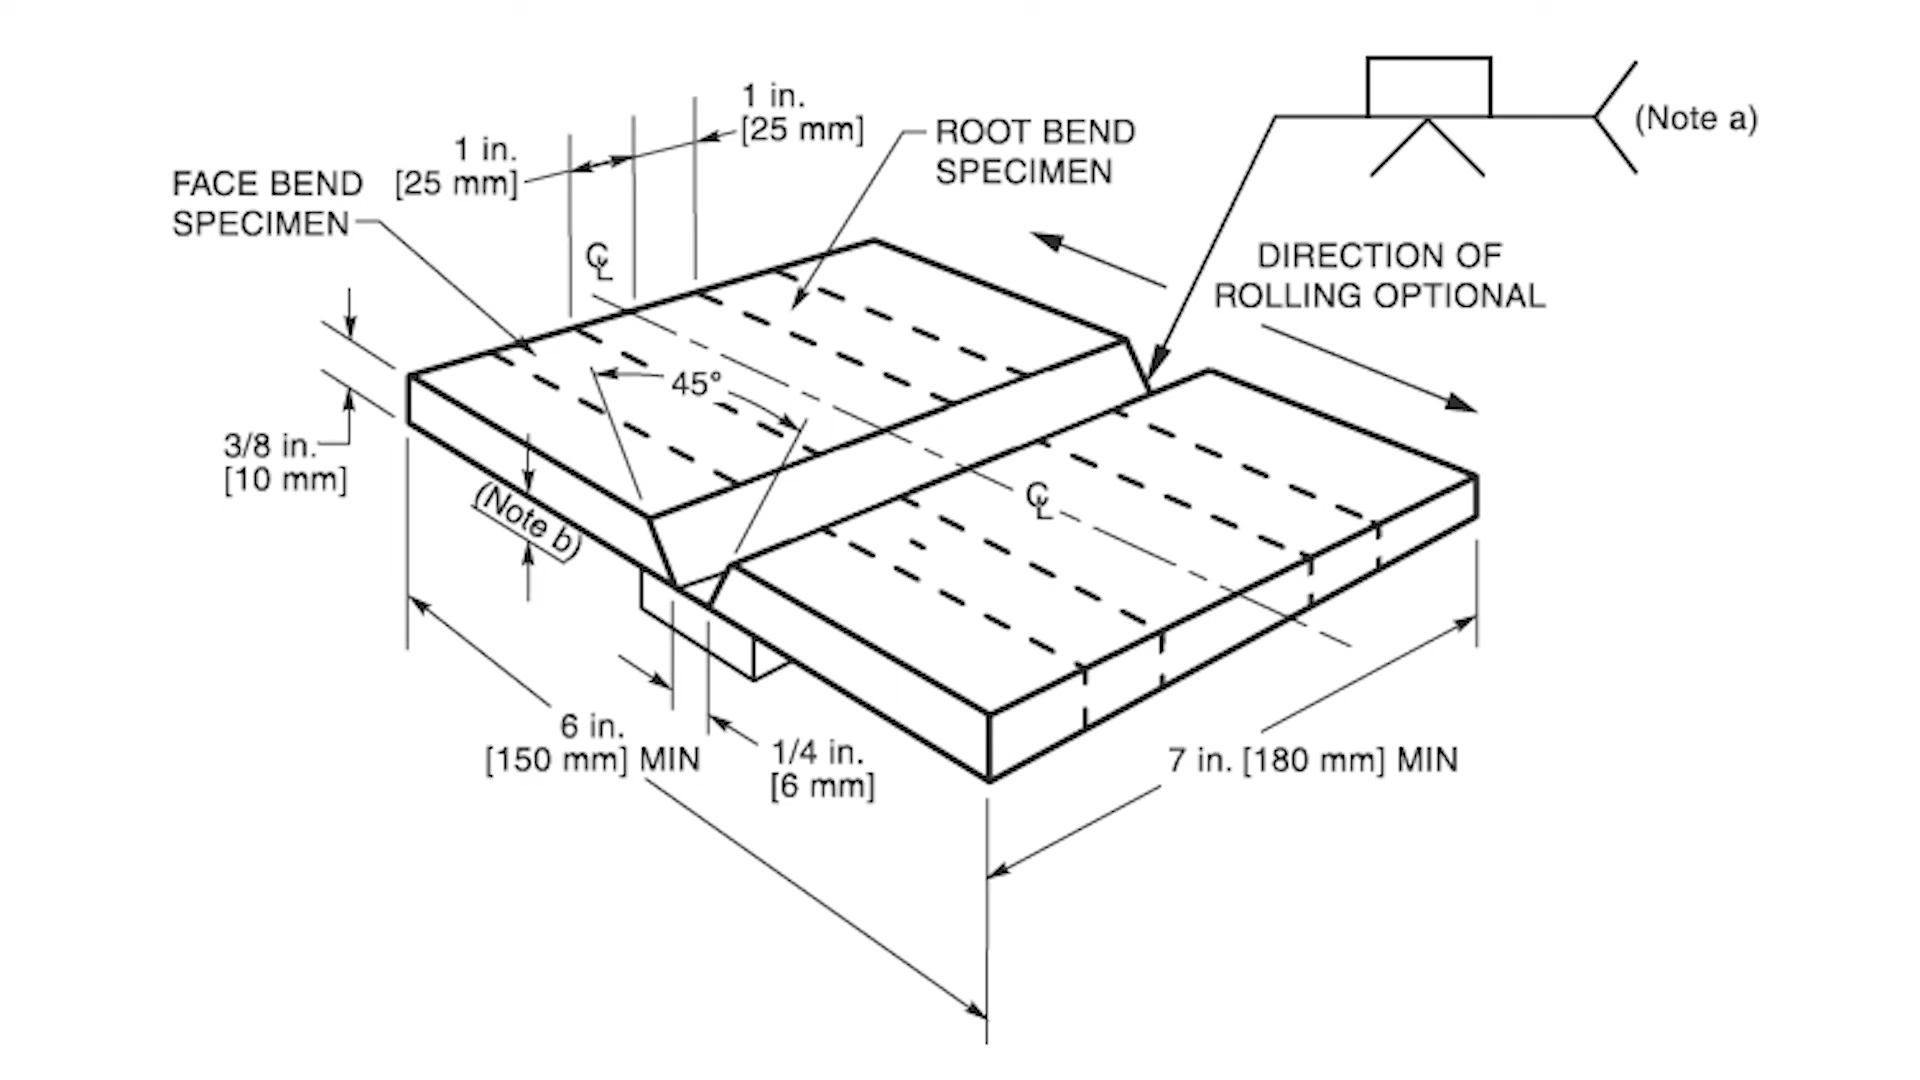 1 in.
[25 mm]
1 in.
[25 mm]
ROOT BEND
SPECIMEN
(Note a)
FACE BEND
SPECIMEN
℄
DIRECTION OF
ROLLING OPTIONAL
45°
3/8 in.
[10 mm]
(Note b)
℄
6 in.
[150 mm] MIN
1/4 in.
[6 mm]
7 in. [180 mm] MIN